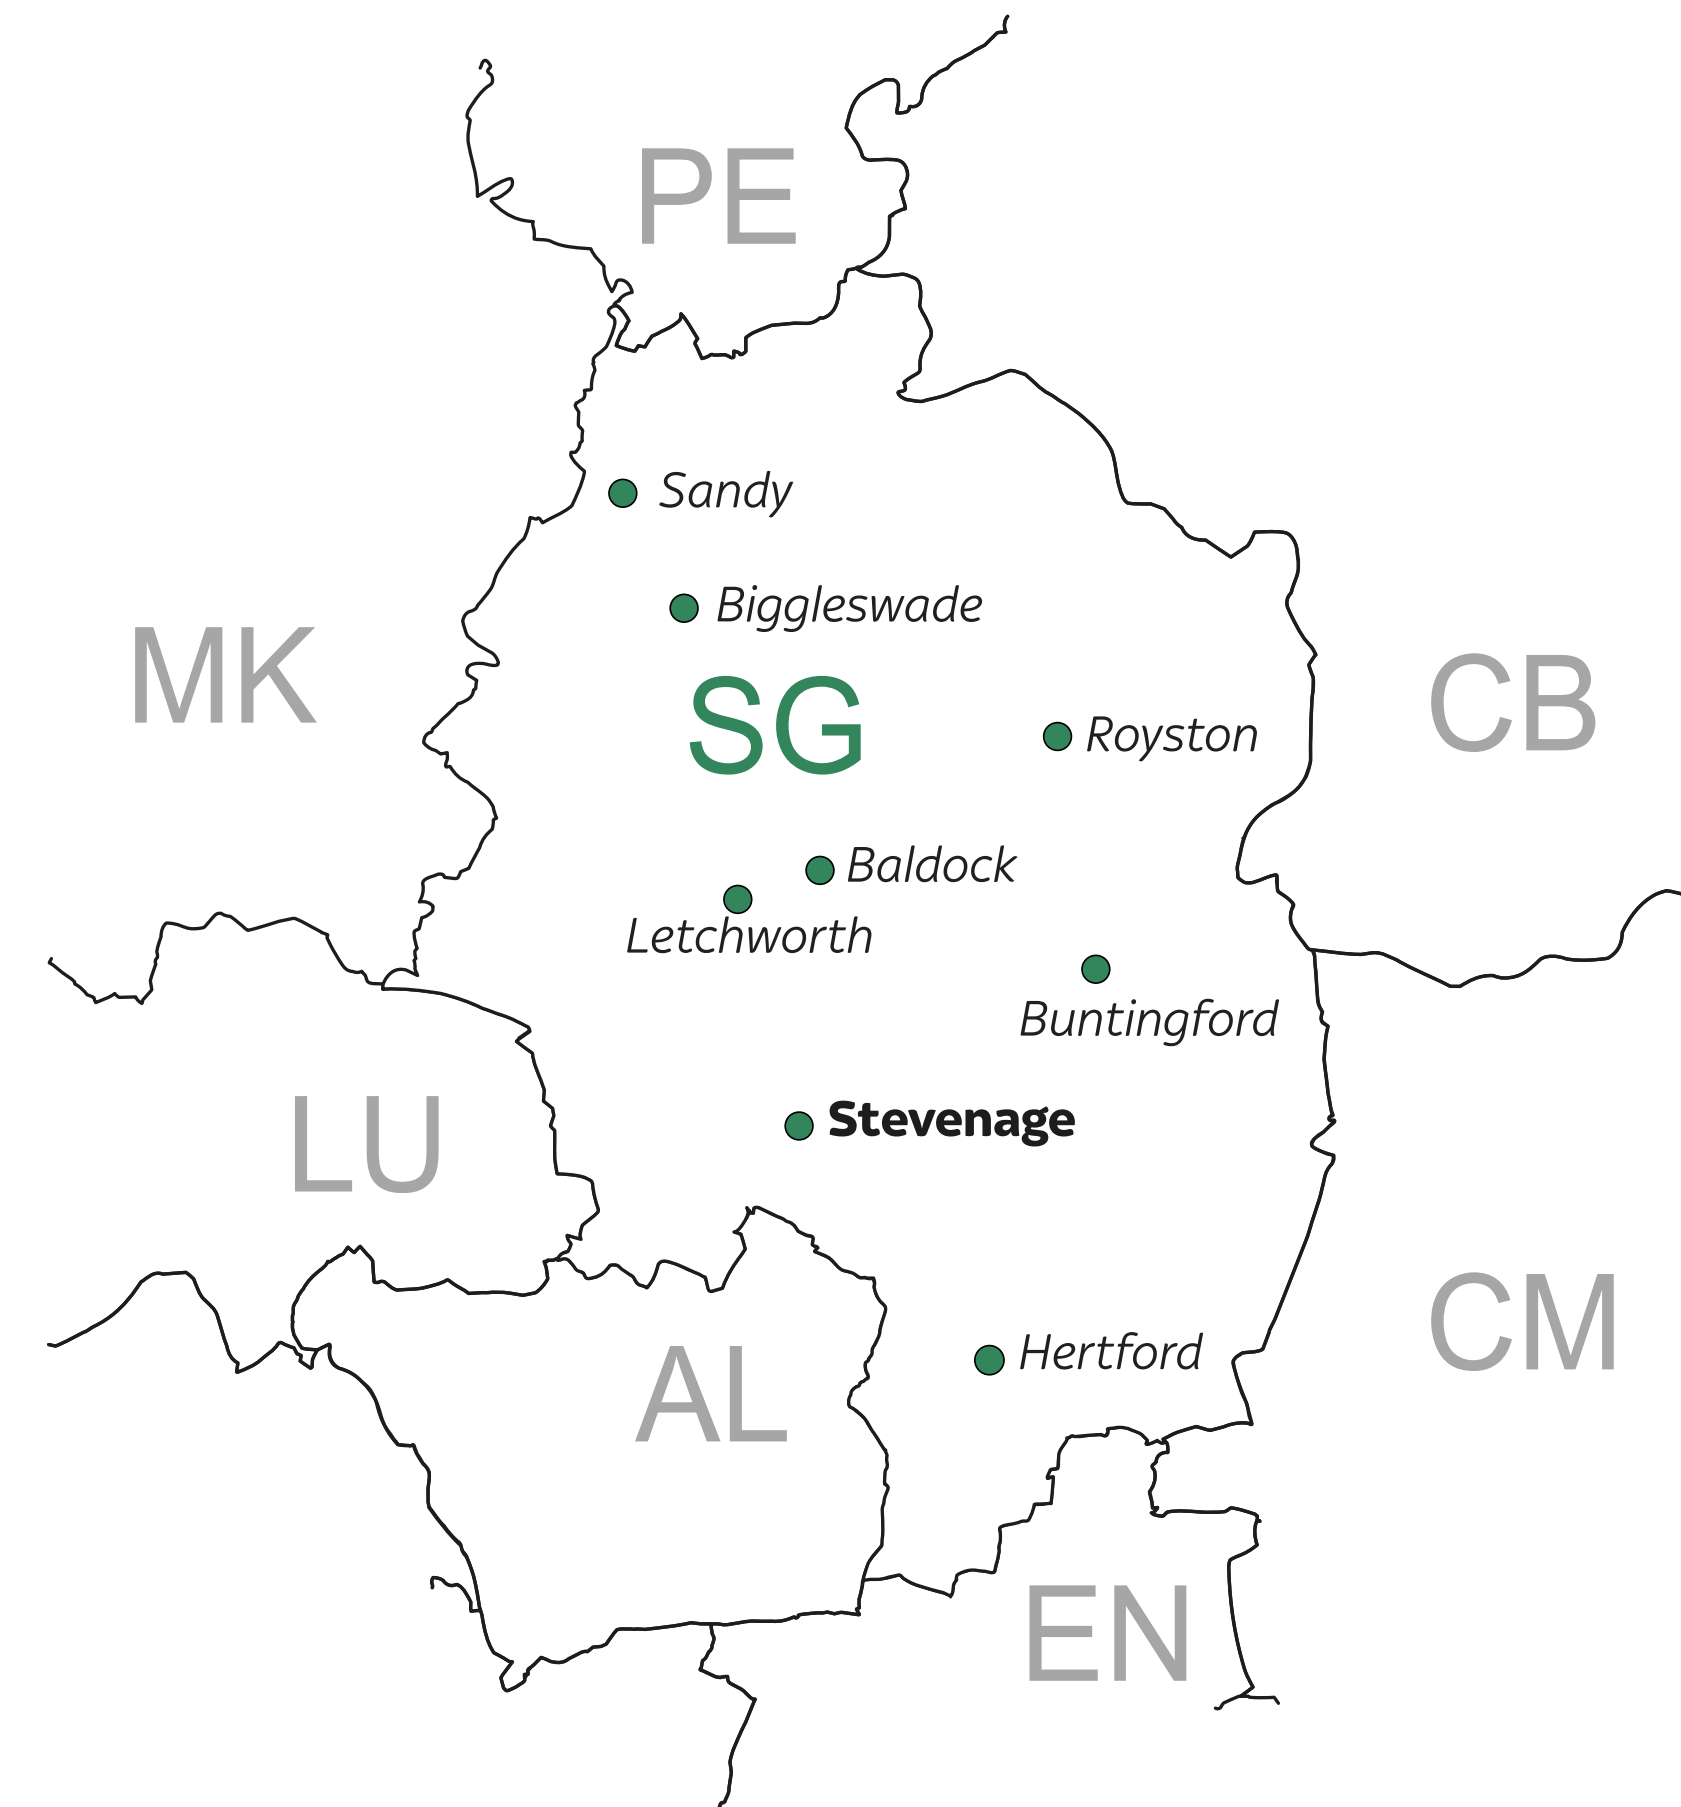 PE
Sandy
Biggleswade
MK
SG
CB
Royston
Baldock
Letchworth
Buntingford
LU
Stevenage
CM
Hertford
AL
EN